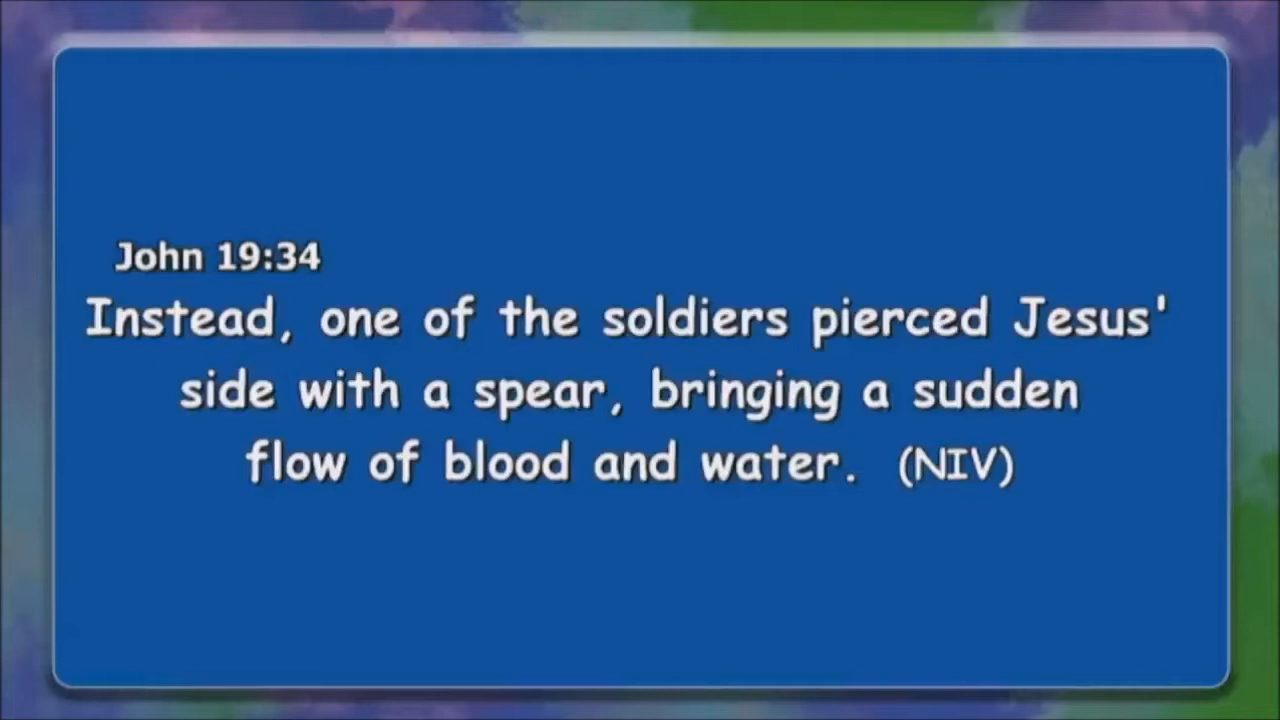 John 19:34
Instead, one of the soldiers pierced Jesus'
side with a spear, bringing a sudden
flow of blood and water. (NIV)